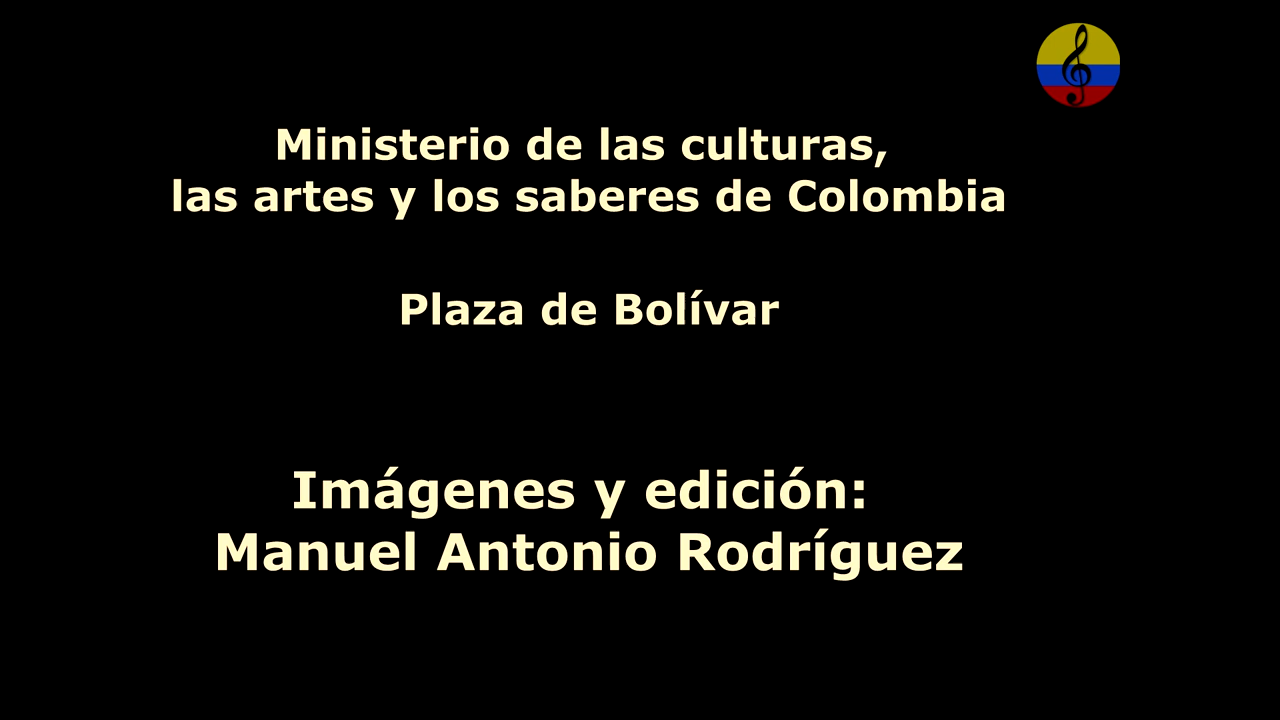 Ministerio de las culturas,
las artes y los saberes de Colombia
Plaza de Bolívar
Imágenes y edición:
Manuel Antonio Rodríguez